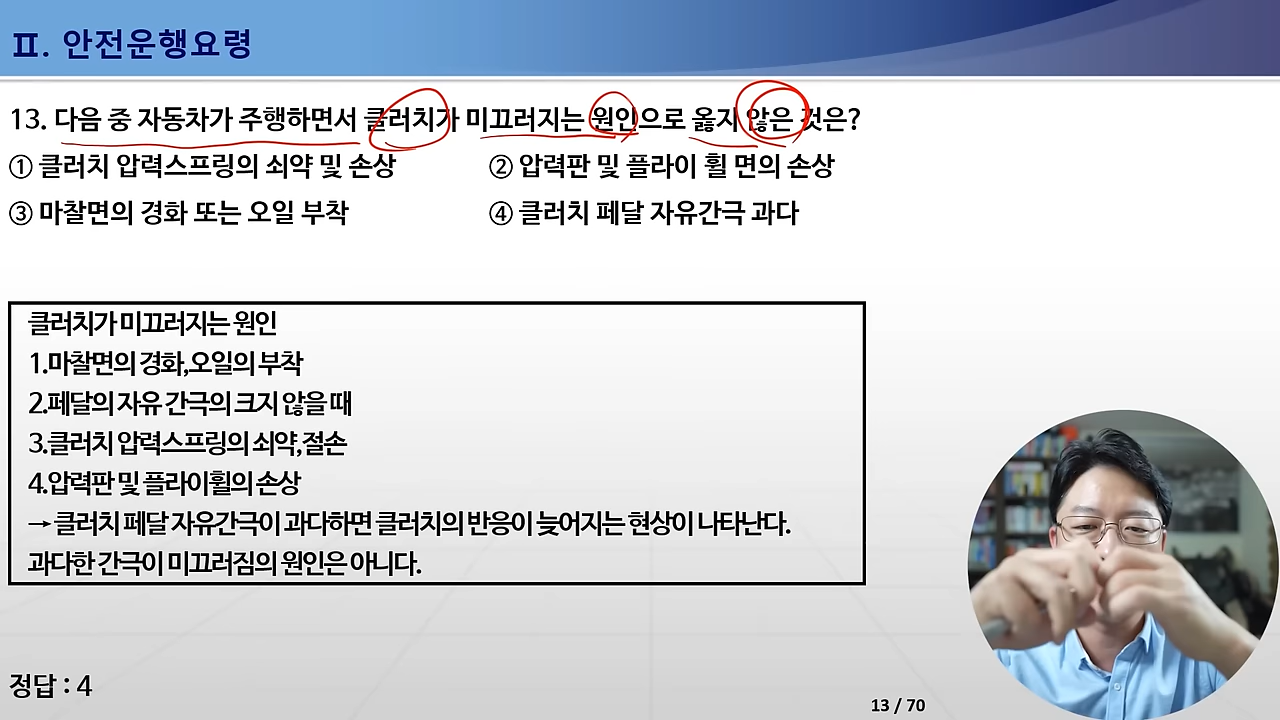 Ⅱ. 안전운행요령
13. 다음 중 자동차가 주행하면서 클러치가 미끄러지는 원인으로 옳지 않은 것은?
① 클러치 압력스프링의 쇠약 및 손상 ② 압력판 및 플라이 휠 면의 손상
③ 마찰면의 경화 또는 오일 부착 ④ 클러치 페달 자유간극 과다
클러치가 미끄러지는 원인
1.마찰면의 경화,오일의 부착
2.페달의 자유 간극의 크지 않을 때
3.클러치 압력스프링의 쇠약,절손
4.압력판 및 플라이휠의 손상
→ 클러치 페달 자유간극이 과다하면 클러치의 반응이 늦어지는 현상이 나타난다.
과다한 간극이 미끄러짐의 원인은 아니다.
정답 : 4
13 / 70